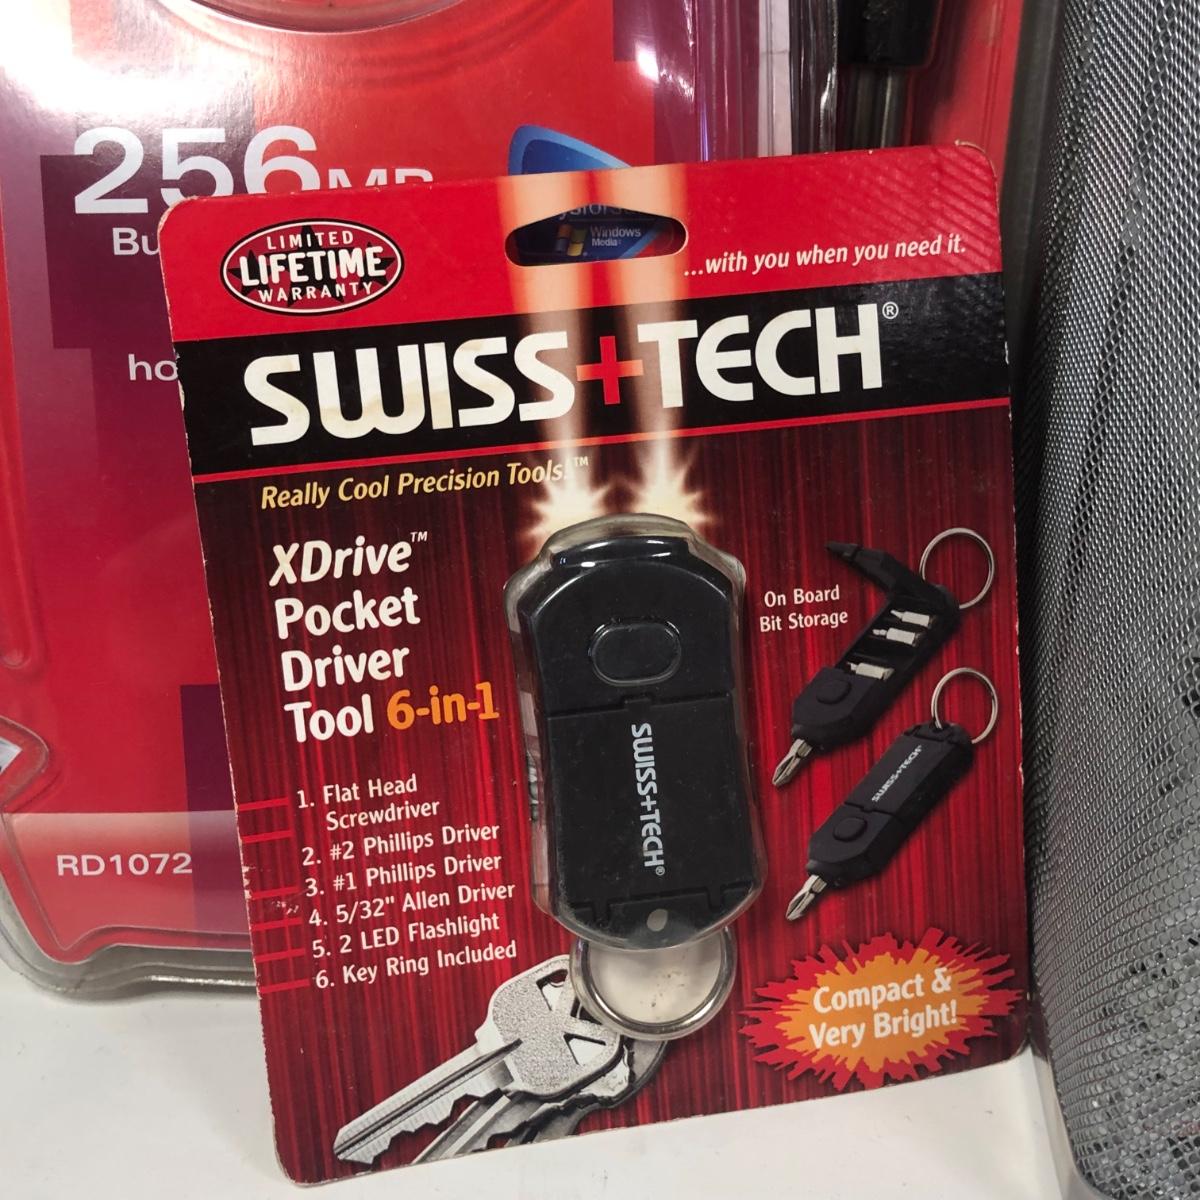 256MB
Bu
ho
RD1072
Windows
Media
LIMITED
LIFETIME
WARRANTY
...with you when you need it.
SWISS+TECH®
Really Cool Precision Tools!™
XDrive™
Pocket
Driver
Tool 6-in-1
On Board
Bit Storage
1. Flat Head
Screwdriver
2. #2 Phillips Driver
3. #1 Phillips Driver
4. 5/32" Allen Driver
5. 2 LED Flashlight
6. Key Ring Included
SWISS+TECH®
SWISS+TECH®
Compact &
Very Bright!